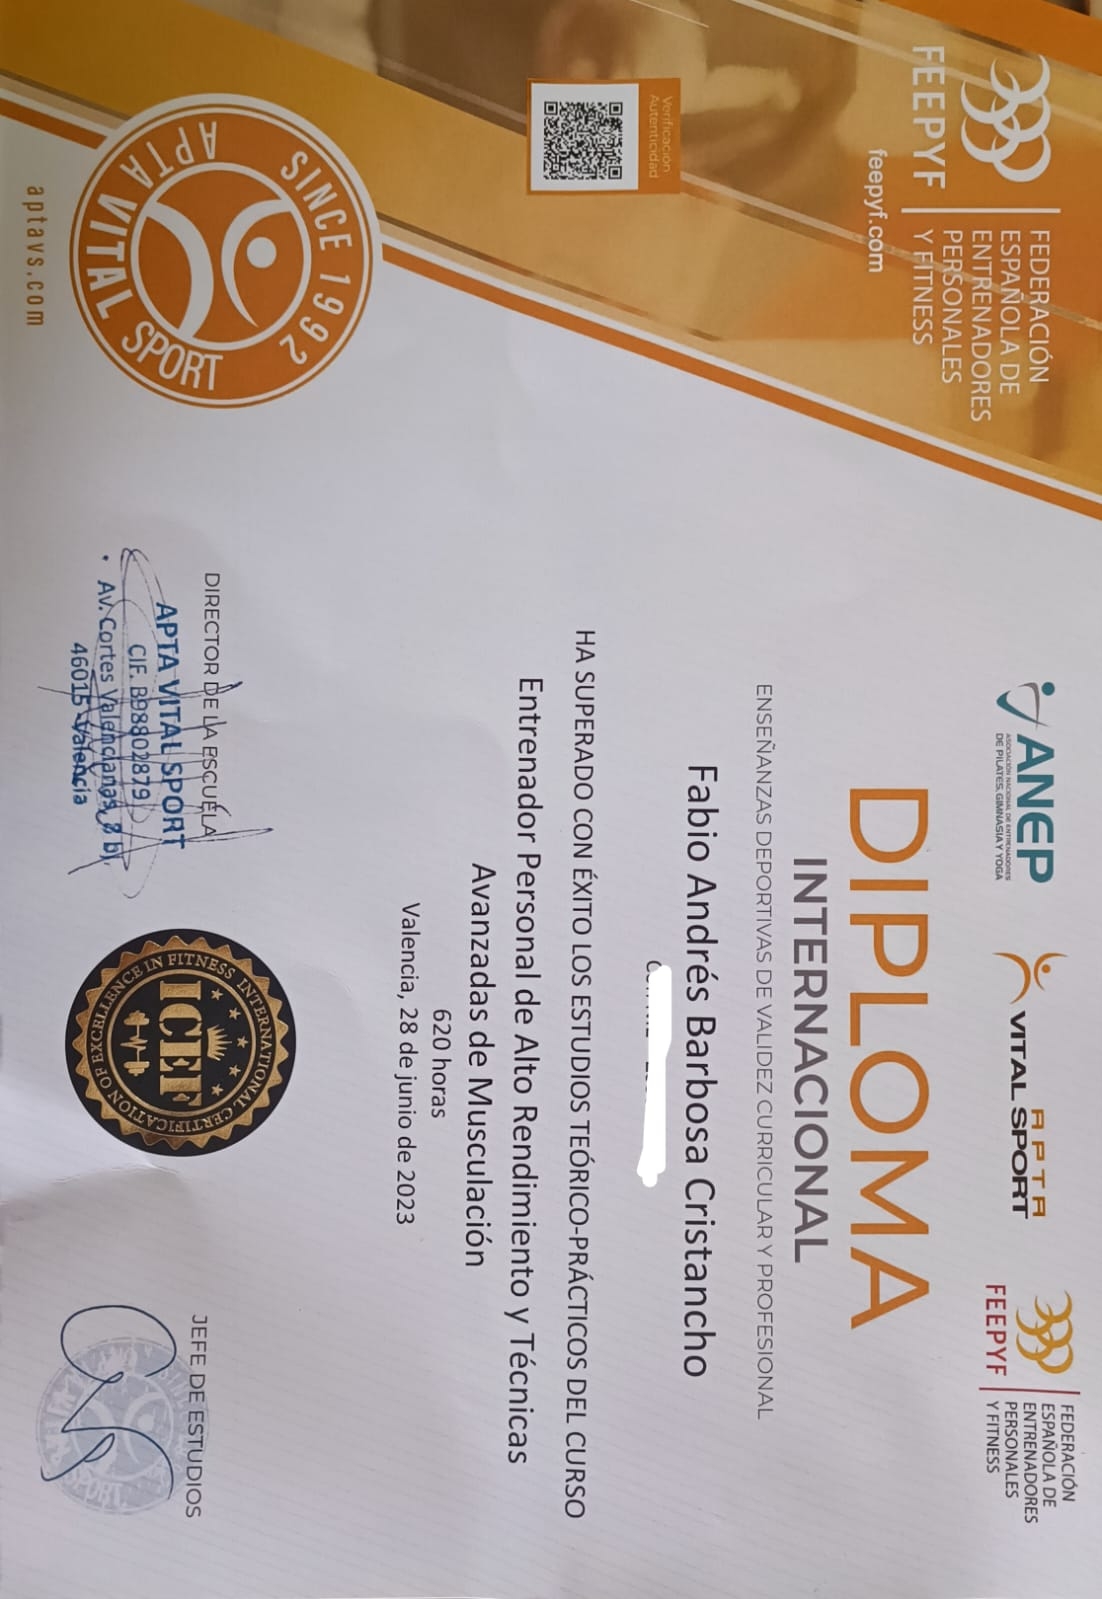 FEEPYF
FEDERACIÓN
ESPAÑOLA DE
ENTRENADORES
PERSONALES
Y FITNESS
feepyf.com
Verificación
Autenticidad
SINCE 1992
APTA VITAL SPORT
aptavs.com
ANEP
ASOCIACIÓN NACIONAL DE ENTRENADORES
DE PILATES, GIMNASIA Y YOGA
APTA
VITAL SPORT
FEEPYF
FEDERACIÓN
ESPAÑOLA DE
ENTRENADORES
PERSONALES
Y FITNESS
DIPLOMA
INTERNACIONAL
ENSEÑANZAS DEPORTIVAS DE VALIDEZ CURRICULAR Y PROFESIONAL
Fabio Andrés Barbosa Cristancho
HA SUPERADO CON ÉXITO LOS ESTUDIOS TEÓRICO-PRÁCTICOS DEL CURSO
Entrenador Personal de Alto Rendimiento y Técnicas
Avanzadas de Musculación
620 horas
Valencia, 28 de junio de 2023
DIRECTOR DE LA ESCUELA
APTA VITAL SPORT
CIF. B98802879
Av. Cortes Valencianas, 8 b),
46015 Valencia
INTERNATIONAL CERTIFICATION OF EXCELLENCE IN FITNESS
ICEF
JEFE DE ESTUDIOS
SPORT